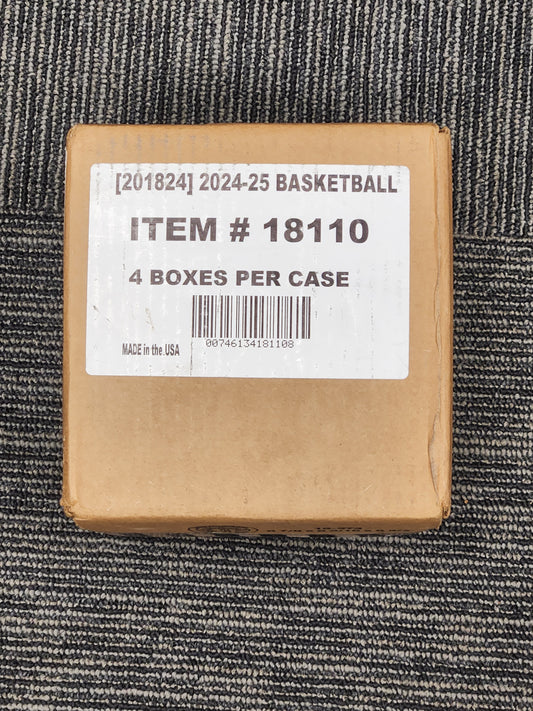 [201824] 2024-25 BASKETBALL
ITEM # 18110
4 BOXES PER CASE
00746134181108
MADE in the USA